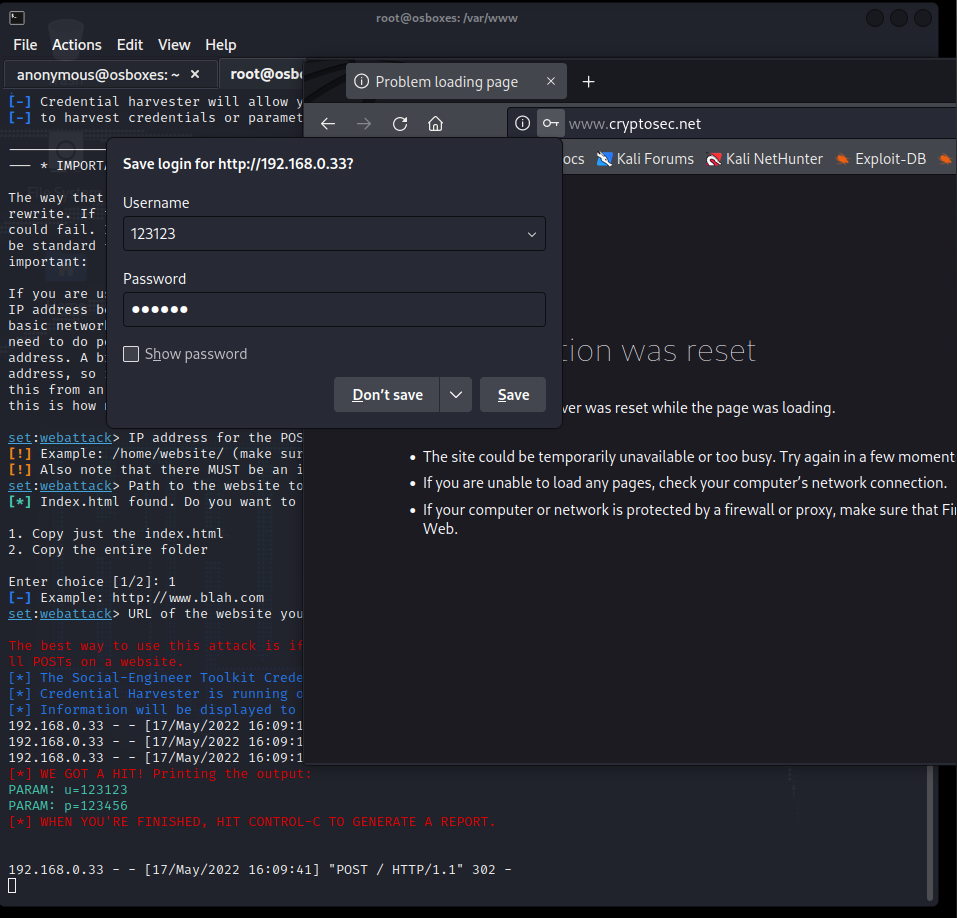 root@osboxes: /var/www
File Actions Edit View Help
anonymous@osboxes: ~ ×
root@osbo
[-] Credential harvester will allow y
[-] to harvest credentials or paramet
--- * IMPORTA
The way that
rewrite. If
could fail.
be standard
important:
If you are us
IP address be
basic network
need to do po
address. A b
address, so
this from an
this is how
set:webattack> IP address for the POS
[!] Example: /home/website/ (make sur
[!] Also note that there MUST be an i
set:webattack> Path to the website to
[*] Index.html found. Do you want to
1. Copy just the index.html
2. Copy the entire folder
Enter choice [1/2]: 1
[-] Example: http://www.blah.com
set:webattack> URL of the website you
The best way to use this attack is if
ll POSTs on a website.
[*] The Social-Engineer Toolkit Crede
[*] Credential Harvester is running o
[*] Information will be displayed to
192.168.0.33 - - [17/May/2022 16:09:1
192.168.0.33 - - [17/May/2022 16:09:1
192.168.0.33 - - [17/May/2022 16:09:1
[*] WE GOT A HIT! Printing the output:
PARAM: u=123123
PARAM: p=123456
[*] WHEN YOU'RE FINISHED, HIT CONTROL-C TO GENERATE A REPORT.
192.168.0.33 - - [17/May/2022 16:09:41] "POST / HTTP/1.1" 302 -
Problem loading page ×
www.cryptosec.net
ocs Kali Forums Kali NetHunter Exploit-DB
Save login for http://192.168.0.33?
Username
123123
Password
●●●●●●
Show password
Don't save
Save
tion was reset
ver was reset while the page was loading.
• The site could be temporarily unavailable or too busy. Try again in a few moment
• If you are unable to load any pages, check your computer's network connection.
• If your computer or network is protected by a firewall or proxy, make sure that Fi
Web.